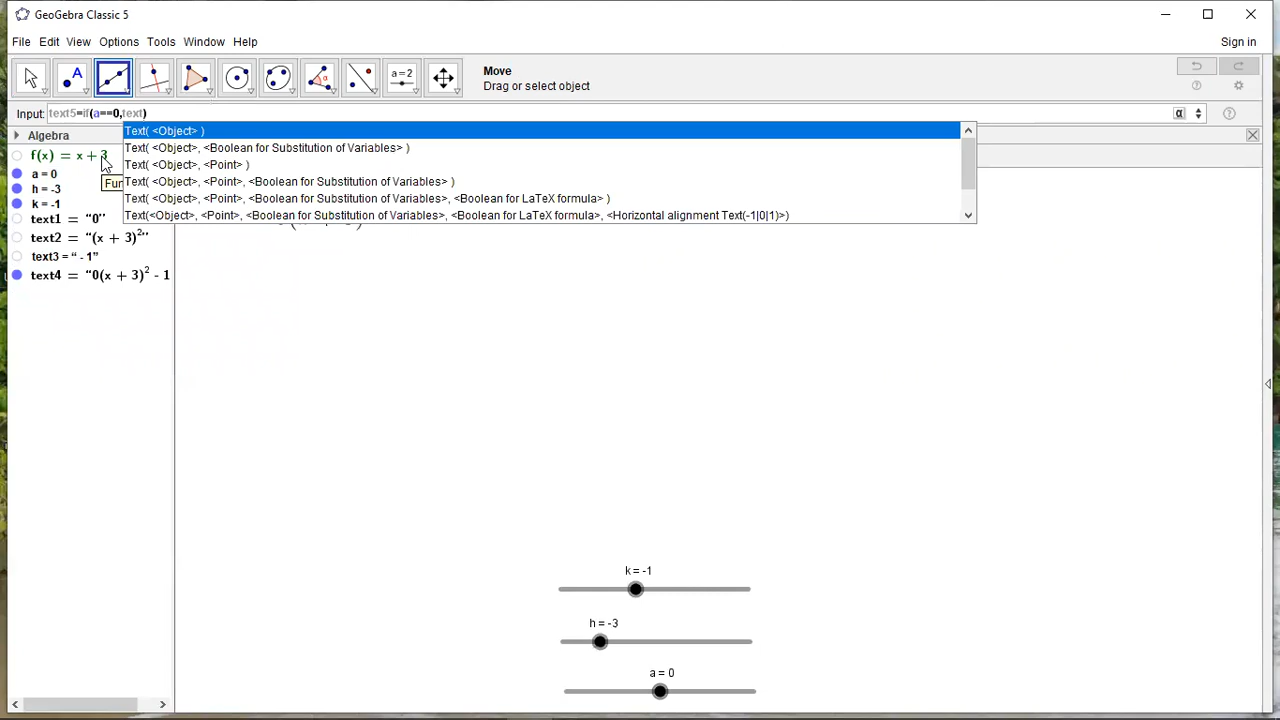 GeoGebra Classic 5
File Edit View Options Tools Window Help
Sign in
A
α
a=2
Move
Drag or select object
Input: text5=if(a==0,text)
α
Algebra
Text( <Object> )
Text( <Object>, <Boolean for Substitution of Variables> )
Text( <Object>, <Point> )
Text( <Object>, <Point>, <Boolean for Substitution of Variables> )
Text( <Object>, <Point>, <Boolean for Substitution of Variables>, <Boolean for LaTeX formula> )
Text(<Object>, <Point>, <Boolean for Substitution of Variables>, <Boolean for LaTeX formula>, <Horizontal alignment Text(-1|0|1)>)
f(x) = x + 3
a = 0
Fun
h = -3
k = -1
text1 = “0”
text2 = “(x + 3)²”
text3 = “ - 1”
text4 = “0(x + 3)² - 1
k = -1
h = -3
a = 0